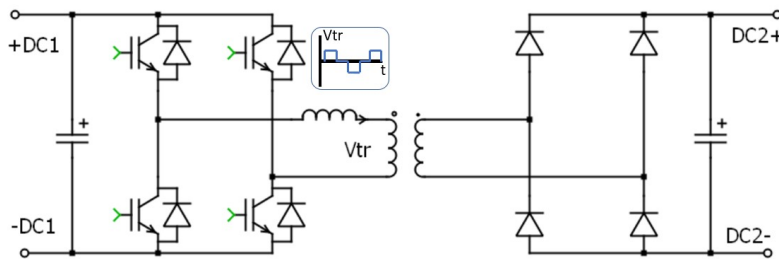 +DC1
Vtr
t
DC2+
+
+
Vtr
-DC1
DC2-